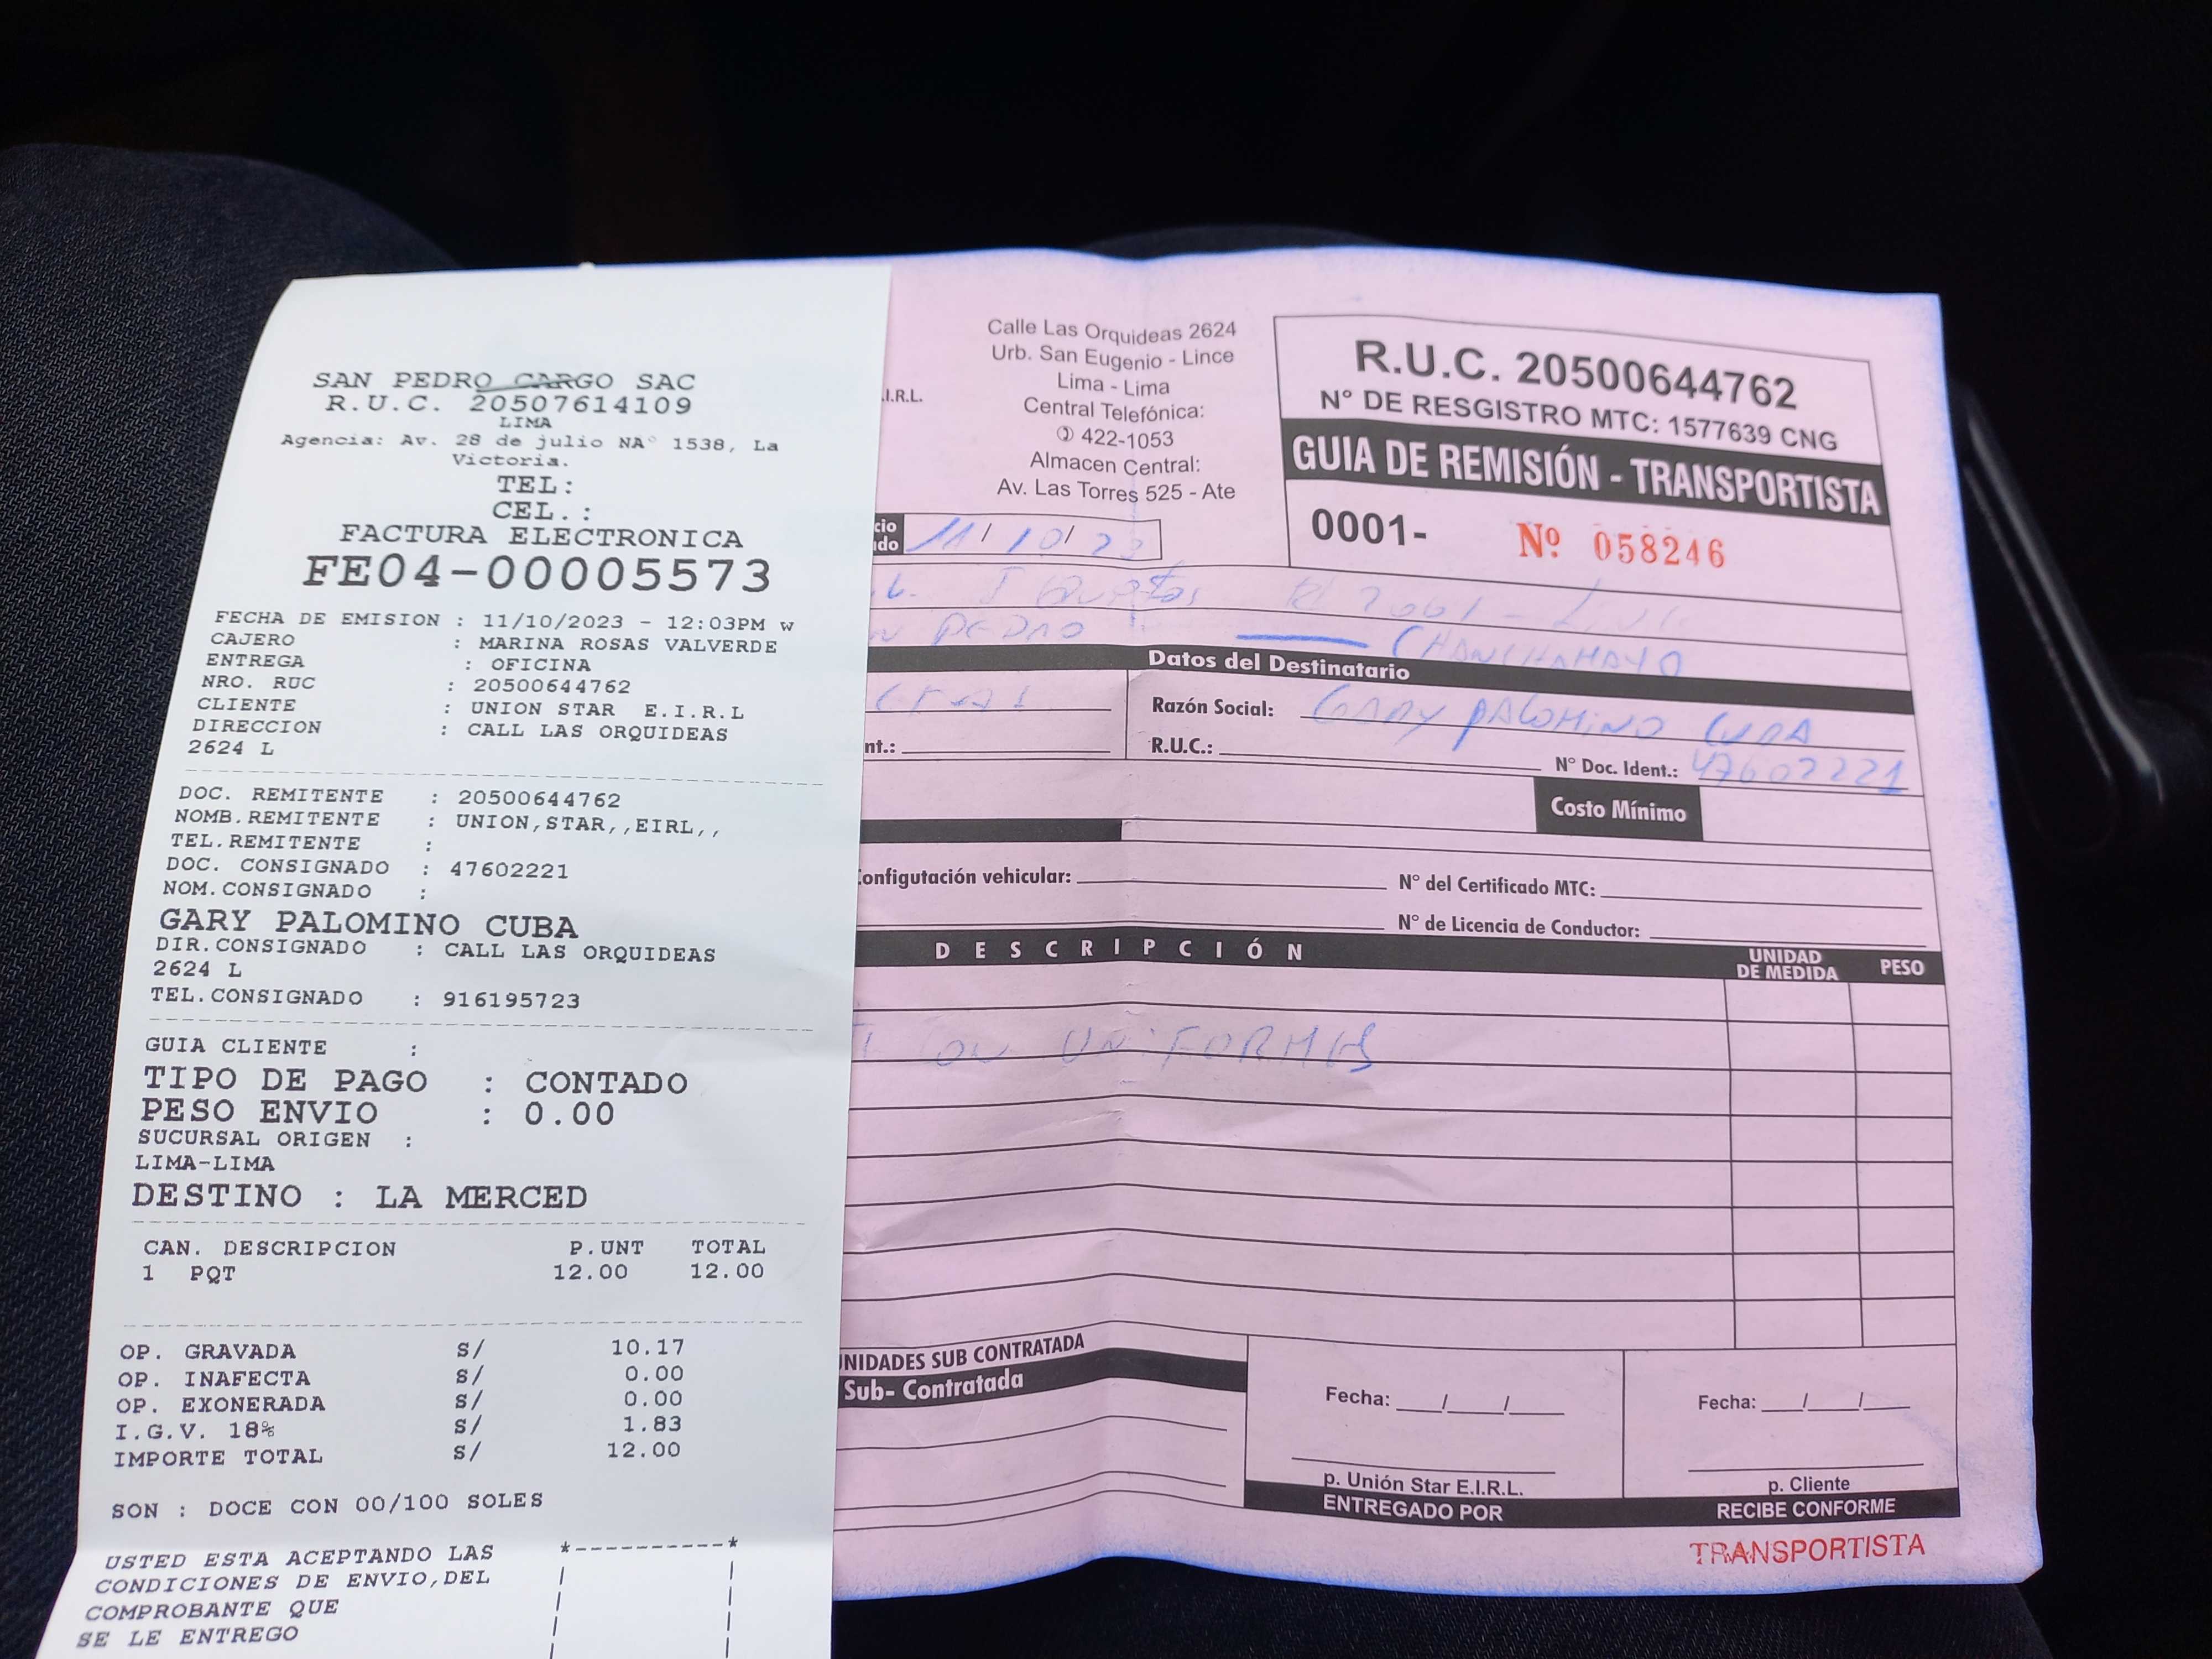 SAN PEDRO CARGO SAC
R.U.C. 20507614109
LIMA
Agencia: Av. 28 de julio NA° 1538, La
Victoria.
TEL:
CEL.:
FACTURA ELECTRONICA
FE04-00005573
FECHA DE EMISION : 11/10/2023 - 12:03PM w
CAJERO : MARINA ROSAS VALVERDE
ENTREGA : OFICINA
NRO. RUC : 20500644762
CLIENTE : UNION STAR E.I.R.L
DIRECCION : CALL LAS ORQUIDEAS
2624 L
DOC. REMITENTE : 20500644762
NOMB.REMITENTE : UNION,STAR,,EIRL,,
TEL.REMITENTE :
DOC. CONSIGNADO : 47602221
NOM.CONSIGNADO :
GARY PALOMINO CUBA
DIR.CONSIGNADO : CALL LAS ORQUIDEAS
2624 L
TEL.CONSIGNADO : 916195723
GUIA CLIENTE :
TIPO DE PAGO : CONTADO
PESO ENVIO : 0.00
SUCURSAL ORIGEN :
LIMA-LIMA
DESTINO : LA MERCED
CAN. DESCRIPCION P.UNT TOTAL
1 PQT 12.00 12.00
OP. GRAVADA S/ 10.17
OP. INAFECTA S/ 0.00
OP. EXONERADA S/ 0.00
I.G.V. 18% S/ 1.83
IMPORTE TOTAL S/ 12.00
SON : DOCE CON 00/100 SOLES
USTED ESTA ACEPTANDO LAS
CONDICIONES DE ENVIO,DEL
COMPROBANTE QUE
SE LE ENTREGO
.I.R.L.
Calle Las Orquideas 2624
Urb. San Eugenio - Lince
Lima - Lima
Central Telefónica:
422-1053
Almacen Central:
Av. Las Torres 525 - Ate
R.U.C. 20500644762
N° DE RESGISTRO MTC: 1577639 CNG
GUIA DE REMISIÓN - TRANSPORTISTA
0001- Nº 058246
cio
do 11/10/23
PEDRO CHANCHAMAYO
Datos del Destinatario
Razón Social: GARY PALOMINO CUBA
nt.: R.U.C.: N° Doc. Ident.: 47602221
Costo Mínimo
onfigutación vehicular: N° del Certificado MTC:
N° de Licencia de Conductor:
DESCRIPCIÓN UNIDAD DE MEDIDA PESO
CON UNIFORMES
NIDADES SUB CONTRATADA
Sub- Contratada
Fecha: / / Fecha: / /
p. Unión Star E.I.R.L. p. Cliente
ENTREGADO POR RECIBE CONFORME
TRANSPORTISTA